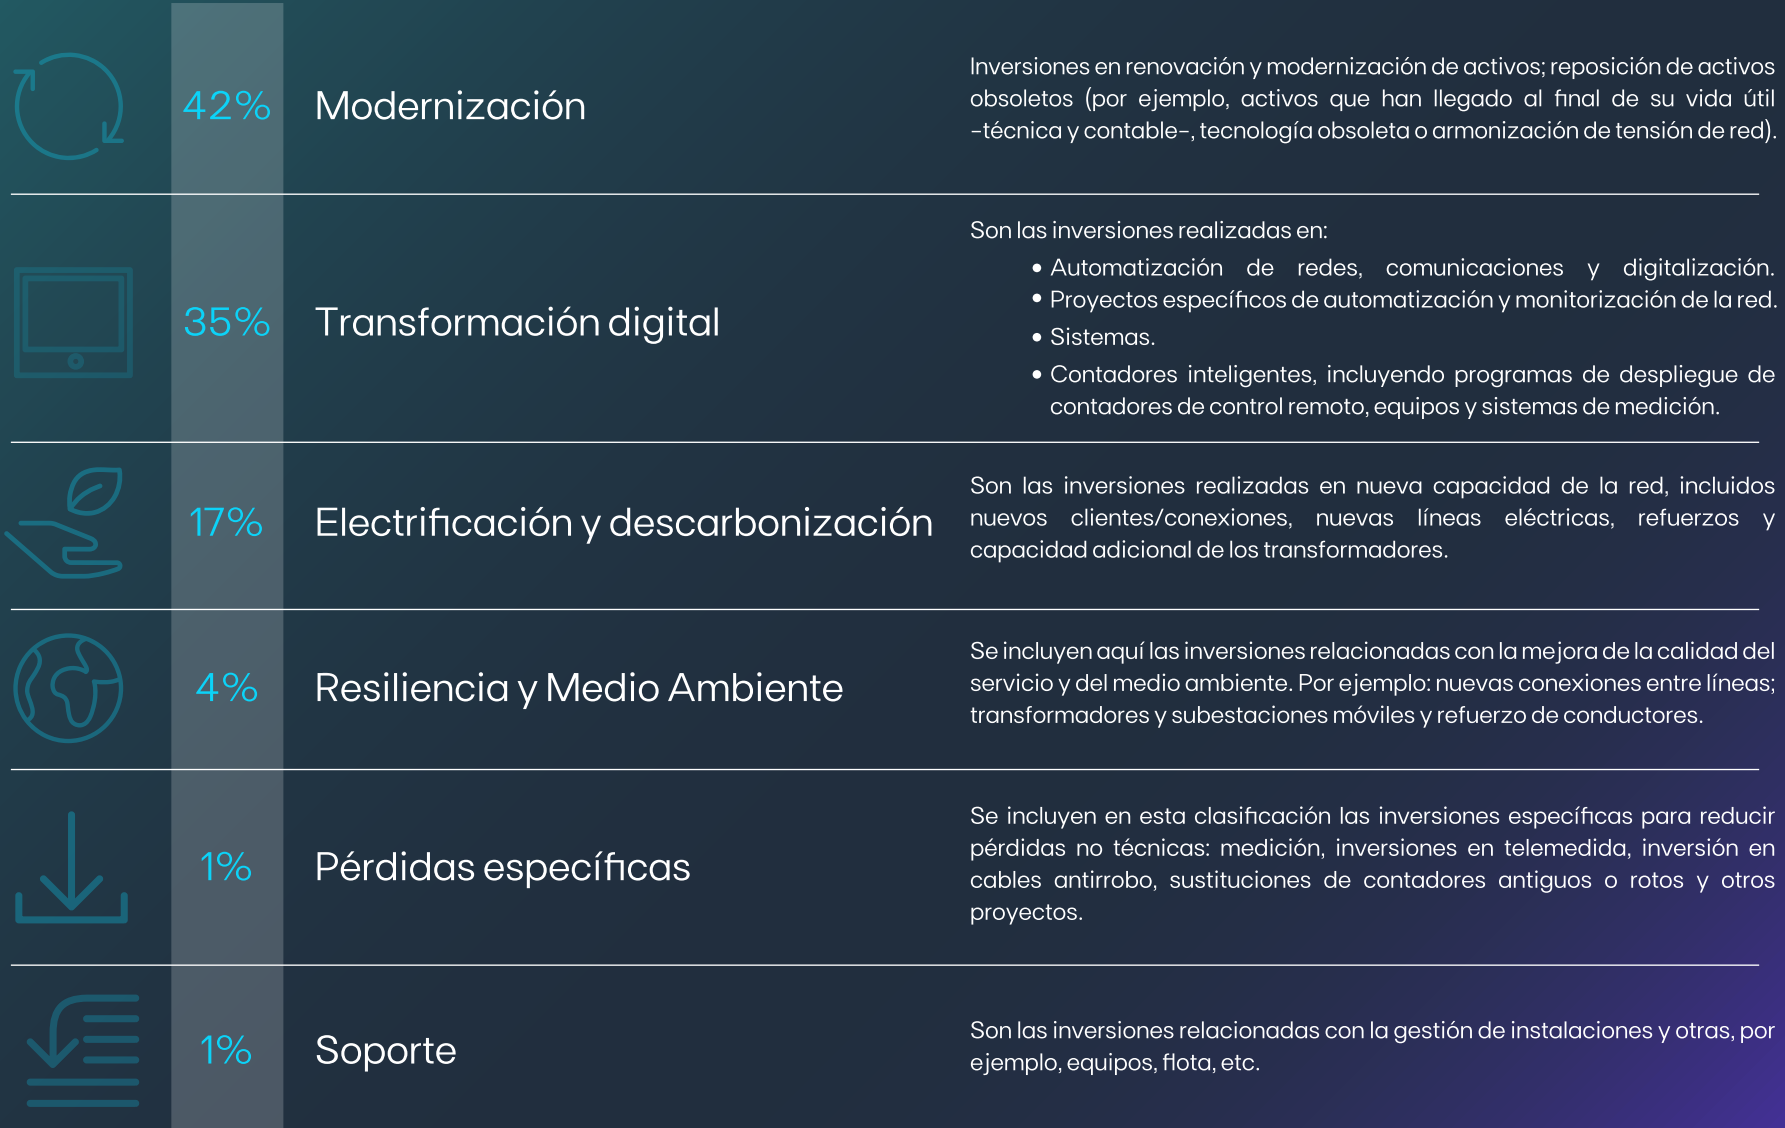 42%
Modernización
Inversiones en renovación y modernización de activos; reposición de activos
obsoletos (por ejemplo, activos que han llegado al final de su vida útil
-técnica y contable-, tecnología obsoleta o armonización de tensión de red).
35%
Transformación digital
Son las inversiones realizadas en:
• Automatización de redes, comunicaciones y digitalización.
• Proyectos específicos de automatización y monitorización de la red.
• Sistemas.
• Contadores inteligentes, incluyendo programas de despliegue de
contadores de control remoto, equipos y sistemas de medición.
17%
Electrificación y descarbonización
Son las inversiones realizadas en nueva capacidad de la red, incluidos
nuevos clientes/conexiones, nuevas líneas eléctricas, refuerzos y
capacidad adicional de los transformadores.
4%
Resiliencia y Medio Ambiente
Se incluyen aquí las inversiones relacionadas con la mejora de la calidad del
servicio y del medio ambiente. Por ejemplo: nuevas conexiones entre líneas;
transformadores y subestaciones móviles y refuerzo de conductores.
1%
Pérdidas específicas
Se incluyen en esta clasificación las inversiones específicas para reducir
pérdidas no técnicas: medición, inversiones en telemedida, inversión en
cables antirrobo, sustituciones de contadores antiguos o rotos y otros
proyectos.
1%
Soporte
Son las inversiones relacionadas con la gestión de instalaciones y otras, por
ejemplo, equipos, flota, etc.